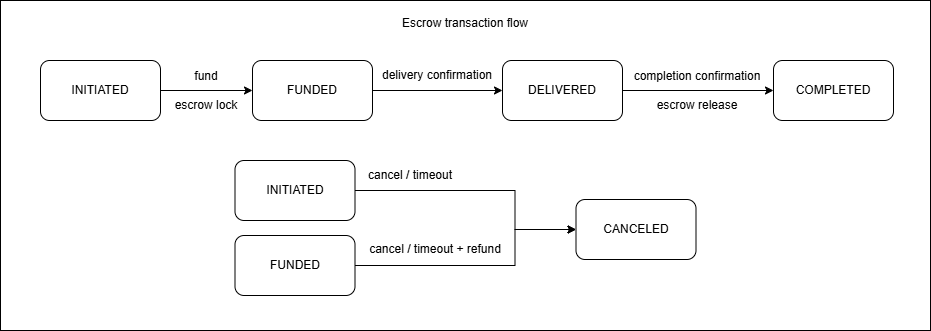 Escrow transaction flow
INITIATED
fund
escrow lock
FUNDED
delivery confirmation
DELIVERED
completion confirmation
escrow release
COMPLETED
INITIATED
cancel / timeout
FUNDED
cancel / timeout + refund
CANCELED